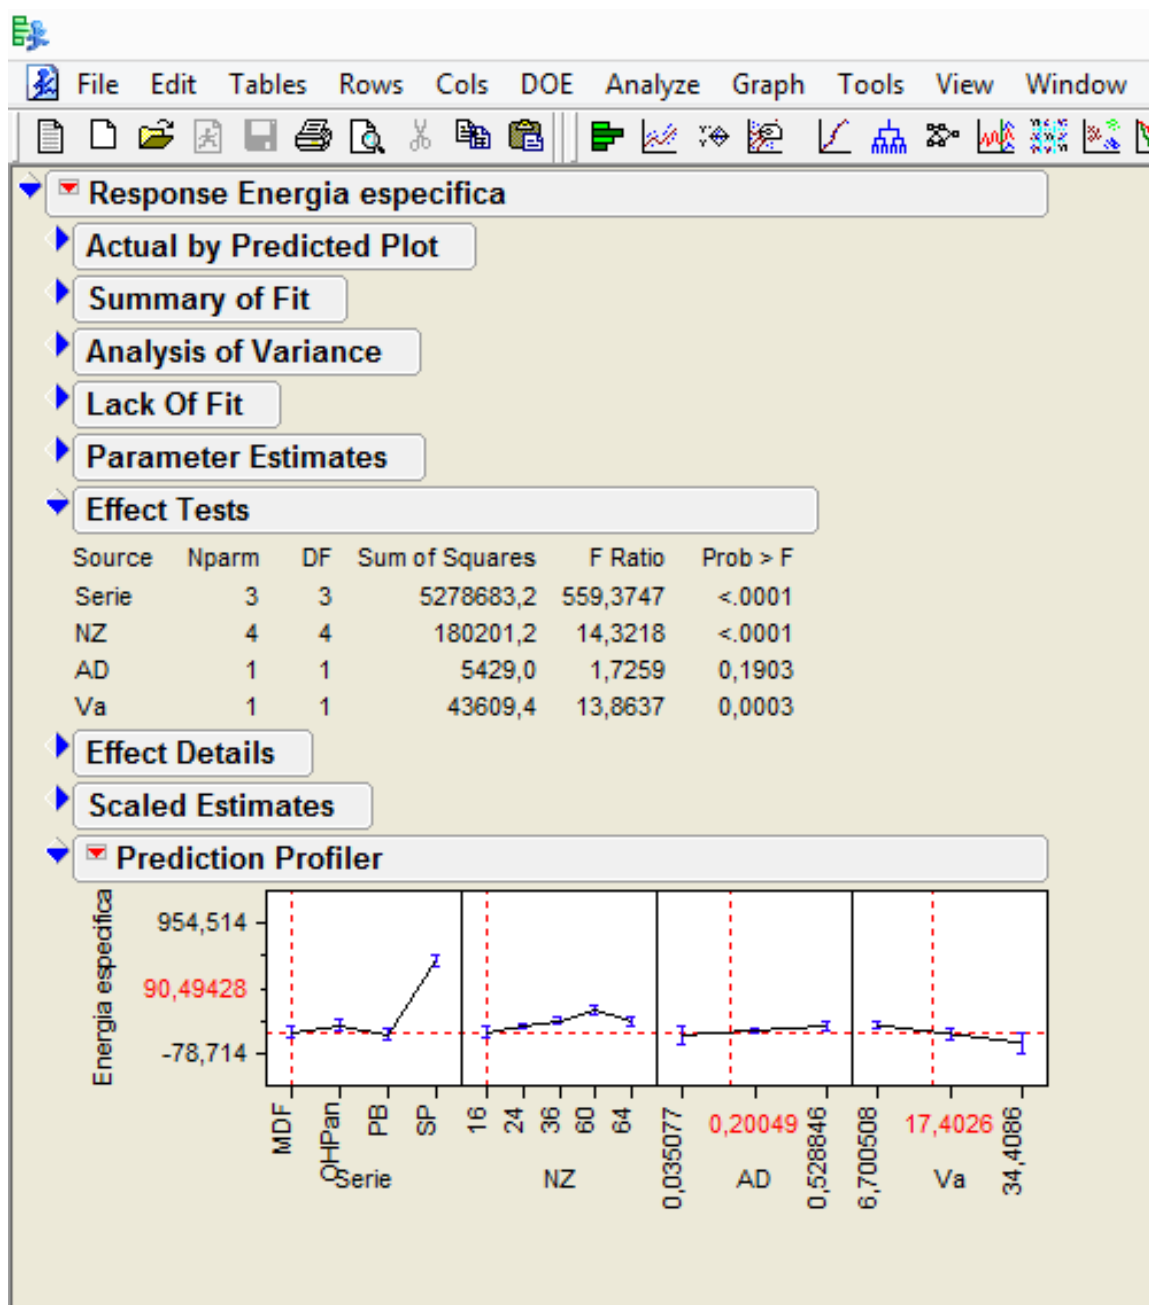 File Edit Tables Rows Cols DOE Analyze Graph Tools View Window
Response Energia especifica
Actual by Predicted Plot
Summary of Fit
Analysis of Variance
Lack Of Fit
Parameter Estimates
Effect Tests
Source Nparm DF Sum of Squares F Ratio Prob > F
Serie 3 3 5278683,2 559,3747 <.0001
NZ 4 4 180201,2 14,3218 <.0001
AD 1 1 5429,0 1,7259 0,1903
Va 1 1 43609,4 13,8637 0,0003
Effect Details
Scaled Estimates
Prediction Profiler
Energia especifica
954,514
90,49428
-78,714
MDF OHPan PB SP 16 24 36 60 64 0,035077 0,20049 0,528846 6,700508 17,4026 34,4086
Serie NZ AD Va